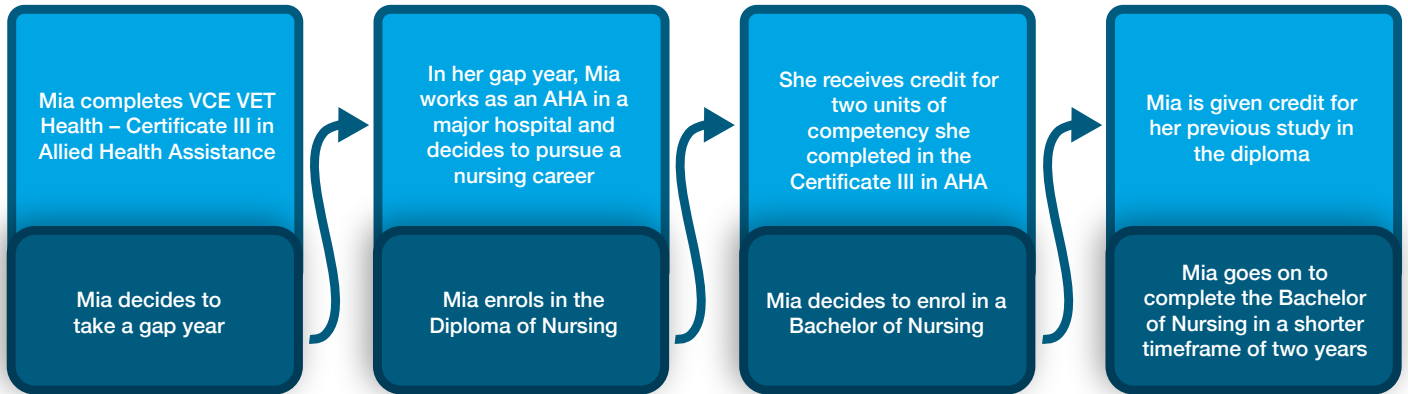 Mia completes VCE VET
Health – Certificate III in
Allied Health Assistance
Mia decides to
take a gap year
In her gap year, Mia
works as an AHA in a
major hospital and
decides to pursue a
nursing career
Mia enrols in the
Diploma of Nursing
She receives credit for
two units of
competency she
completed in the
Certificate III in AHA
Mia decides to enrol in a
Bachelor of Nursing
Mia is given credit for
her previous study in
the diploma
Mia goes on to
complete the Bachelor
of Nursing in a shorter
timeframe of two years